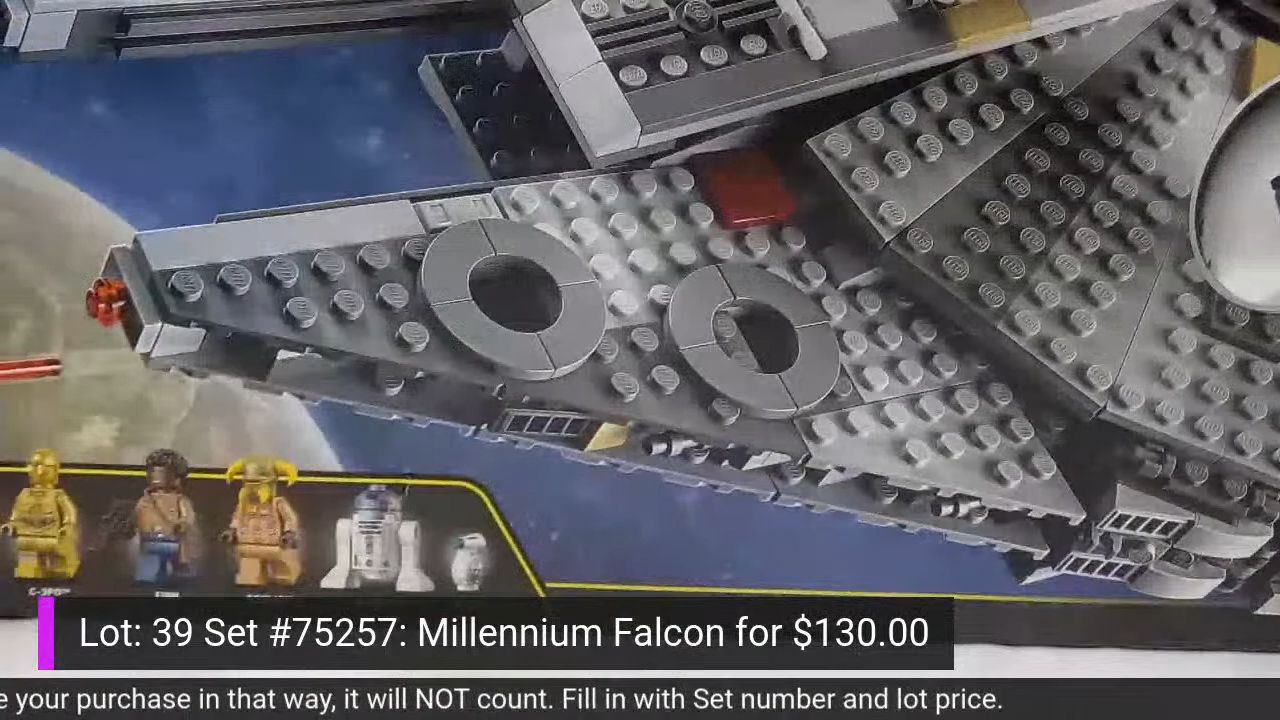 C-3PO™
Lot: 39 Set #75257: Millennium Falcon for $130.00
e your purchase in that way, it will NOT count. Fill in with Set number and lot price.